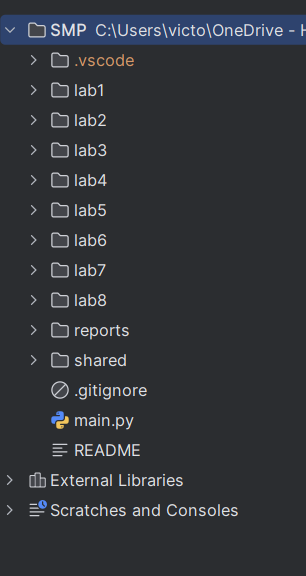 SMP C:\Users\victo\OneDrive - H
.vscode
lab1
lab2
lab3
lab4
lab5
lab6
lab7
lab8
reports
shared
.gitignore
main.py
README
External Libraries
Scratches and Consoles